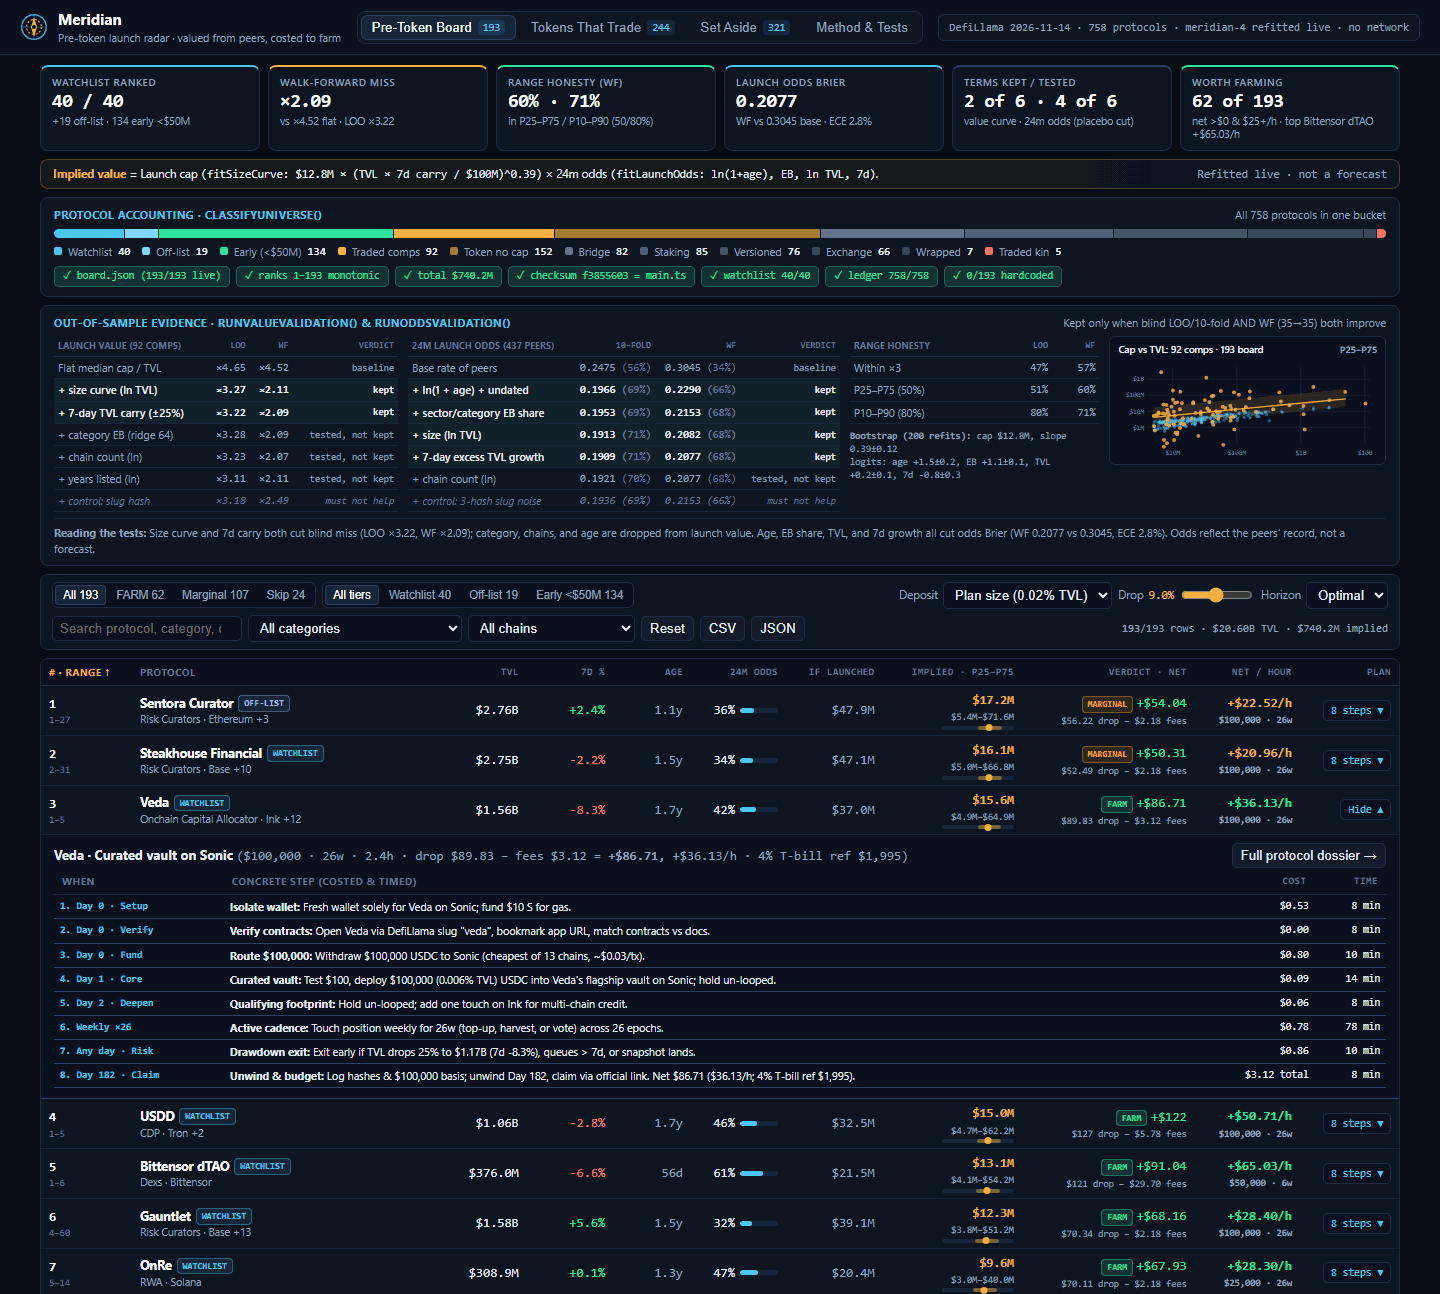 Meridian
Pre-token launch radar · valued from peers, costed to farm
Pre-Token Board 193
Tokens That Trade 244
Set Aside 321
Method & Tests
DefiLlama 2026-11-14 · 758 protocols · meridian-4 refitted live · no network
WATCHLIST RANKED
40 / 40
+19 off-list · 134 early <$50M
WALK-FORWARD MISS
×2.09
vs ×4.52 flat · LOO ×3.22
RANGE HONESTY (WF)
60% · 71%
in P25–P75 / P10–P90 (50/80%)
LAUNCH ODDS BRIER
0.2077
WF vs 0.3045 base · ECE 2.8%
TERMS KEPT / TESTED
2 of 6 · 4 of 6
value curve · 24m odds (placebo cut)
WORTH FARMING
62 of 193
net >$0 & $25+/h · top Bittensor dTAO
+$65.03/h
Implied value = Launch cap (fitSizeCurve: $12.8M × (TVL × 7d carry / $100M)^0.39) × 24m odds (fitLaunchOdds: ln(1+age), EB, ln TVL, 7d).
Refitted live · not a forecast
PROTOCOL ACCOUNTING · CLASSIFYUNIVERSE()
All 758 protocols in one bucket
Watchlist 40
Off-list 19
Early (<$50M) 134
Traded comps 92
Token no cap 152
Bridge 82
Staking 85
Versioned 76
Exchange 66
Wrapped 7
Traded kin 5
✓ board.json (193/193 live)
✓ ranks 1–193 monotonic
✓ total $740.2M
✓ checksum f3855603 = main.ts
✓ watchlist 40/40
✓ ledger 758/758
✓ 0/193 hardcoded
OUT-OF-SAMPLE EVIDENCE · RUNVALUEVALIDATION() & RUNODDSVALIDATION()
Kept only when blind LOO/10-fold AND WF (35→35) both improve
LAUNCH VALUE (92 COMPS) LOO WF VERDICT
Flat median cap / TVL ×4.65 ×4.52 baseline
+ size curve (ln TVL) ×3.27 ×2.11 kept
+ 7-day TVL carry (±25%) ×3.22 ×2.09 kept
+ category EB (ridge 64) ×3.28 ×2.09 tested, not kept
+ chain count (ln) ×3.23 ×2.07 tested, not kept
+ years listed (ln) ×3.11 ×2.11 tested, not kept
+ control: slug hash ×3.18 ×2.49 must not help
24M LAUNCH ODDS (437 PEERS) 10-FOLD WF VERDICT
Base rate of peers 0.2475 (56%) 0.3045 (34%) baseline
+ ln(1 + age) + undated 0.1966 (69%) 0.2290 (66%) kept
+ sector/category EB share 0.1953 (69%) 0.2153 (68%) kept
+ size (ln TVL) 0.1913 (71%) 0.2082 (68%) kept
+ 7-day excess TVL growth 0.1909 (71%) 0.2077 (68%) kept
+ chain count (ln) 0.1921 (70%) 0.2077 (68%) tested, not kept
+ control: 3-hash slug noise 0.1936 (69%) 0.2153 (66%) must not help
RANGE HONESTY LOO WF
Within ×3 47% 57%
P25–P75 (50%) 51% 60%
P10–P90 (80%) 80% 71%
Bootstrap (200 refits): cap $12.8M, slope
0.39±0.12
logits: age +1.5±0.2, EB +1.1±0.1, TVL
+0.2±0.1, 7d -0.8±0.3
Cap vs TVL: 92 comps · 193 board P25–P75
$1B
$100M
$10M
$1M
$10M $100M $1B $10B
Reading the tests: Size curve and 7d carry both cut blind miss (LOO ×3.22, WF ×2.09); category, chains, and age are dropped from launch value. Age, EB share, TVL, and 7d growth all cut odds Brier (WF 0.2077 vs 0.3045, ECE 2.8%). Odds reflect the peers' record, not a
forecast.
All 193
FARM 62
Marginal 107
Skip 24
All tiers
Watchlist 40
Off-list 19
Early <$50M 134
Deposit Plan size (0.02% TVL)
Drop 9.0%
Horizon Optimal
Search protocol, category, c
All categories
All chains
Reset
CSV
JSON
193/193 rows · $20.60B TVL · $740.2M implied
# · RANGE ↑ PROTOCOL TVL 7D % AGE 24M ODDS IF LAUNCHED IMPLIED · P25–P75 VERDICT · NET NET / HOUR PLAN
1 Sentora Curator OFF-LIST $2.76B +2.4% 1.1y 36% $47.9M $17.2M MARGINAL +$54.04 +$22.52/h 8 steps ▼
1–27 Risk Curators · Ethereum +3 $5.4M–$71.6M $56.22 drop − $2.18 fees $100,000 · 26w
2 Steakhouse Financial WATCHLIST $2.75B -2.2% 1.5y 34% $47.1M $16.1M MARGINAL +$50.31 +$20.96/h 8 steps ▼
2–31 Risk Curators · Base +10 $5.0M–$66.8M $52.49 drop − $2.18 fees $100,000 · 26w
3 Veda WATCHLIST $1.56B -8.3% 1.7y 42% $37.0M $15.6M FARM +$86.71 +$36.13/h Hide ▲
1–5 Onchain Capital Allocator · Ink +12 $4.9M–$64.9M $89.83 drop − $3.12 fees $100,000 · 26w
Veda · Curated vault on Sonic ($100,000 · 26w · 2.4h · drop $89.83 − fees $3.12 = +$86.71, +$36.13/h · 4% T-bill ref $1,995)
Full protocol dossier →
WHEN CONCRETE STEP (COSTED & TIMED) COST TIME
1. Day 0 · Setup Isolate wallet: Fresh wallet solely for Veda on Sonic; fund $10 S for gas. $0.53 8 min
2. Day 0 · Verify Verify contracts: Open Veda via DefiLlama slug "veda", bookmark app URL, match contracts vs docs. $0.00 8 min
3. Day 0 · Fund Route $100,000: Withdraw $100,000 USDC to Sonic (cheapest of 13 chains, ~$0.03/tx). $0.80 10 min
4. Day 1 · Core Curated vault: Test $100, deploy $100,000 (0.006% TVL) USDC into Veda's flagship vault on Sonic; hold un-looped. $0.09 14 min
5. Day 2 · Deepen Qualifying footprint: Hold un-looped; add one touch on Ink for multi-chain credit. $0.06 8 min
6. Weekly ×26 Active cadence: Touch position weekly for 26w (top-up, harvest, or vote) across 26 epochs. $0.78 78 min
7. Any day · Risk Drawdown exit: Exit early if TVL drops 25% to $1.17B (7d -8.3%), queues > 7d, or snapshot lands. $0.86 10 min
8. Day 182 · Claim Unwind & budget: Log hashes & $100,000 basis; unwind Day 182, claim via official link. Net $86.71 ($36.13/h; 4% T-bill ref $1,995). $3.12 total 8 min
4 USDD WATCHLIST $1.06B -2.8% 1.7y 46% $32.5M $15.0M FARM +$122 +$50.71/h 8 steps ▼
1–5 CDP · Tron +2 $4.7M–$62.2M $127 drop − $5.78 fees $100,000 · 26w
5 Bittensor dTAO WATCHLIST $376.0M -6.6% 56d 61% $21.5M $13.1M FARM +$91.04 +$65.03/h 8 steps ▼
1–6 Dexs · Bittensor $4.1M–$54.2M $121 drop − $29.70 fees $50,000 · 6w
6 Gauntlet WATCHLIST $1.58B +5.6% 1.5y 32% $39.1M $12.3M FARM +$68.16 +$28.40/h 8 steps ▼
4–60 Risk Curators · Base +13 $3.8M–$51.2M $70.34 drop − $2.18 fees $100,000 · 26w
7 OnRe WATCHLIST $308.9M +0.1% 1.3y 47% $20.4M $9.6M FARM +$67.93 +$28.30/h 8 steps ▼
5–14 RWA · Solana $3.0M–$40.0M $70.11 drop − $2.18 fees $25,000 · 26w